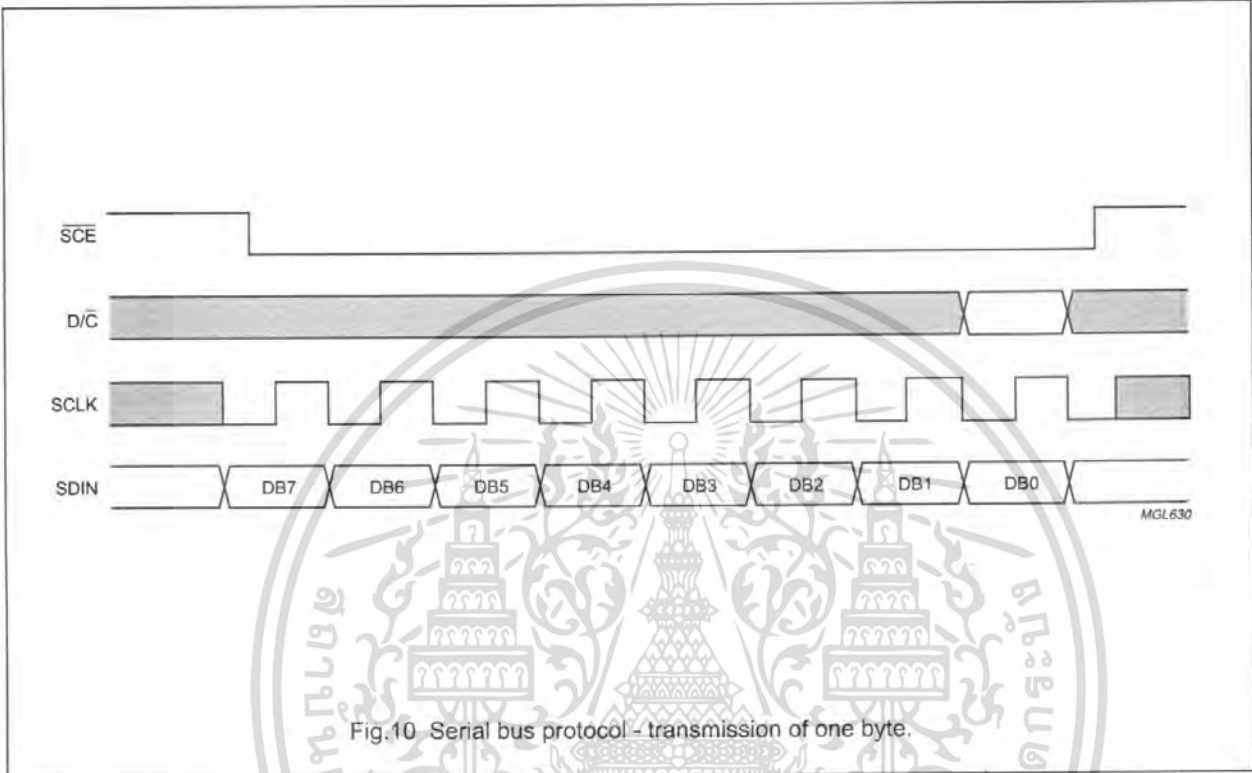 SCE
D/C
SCLK
SDIN DB7 DB6 DB5 DB4 DB3 DB2 DB1 DB0
MGL630
Fig.10 Serial bus protocol - transmission of one byte.